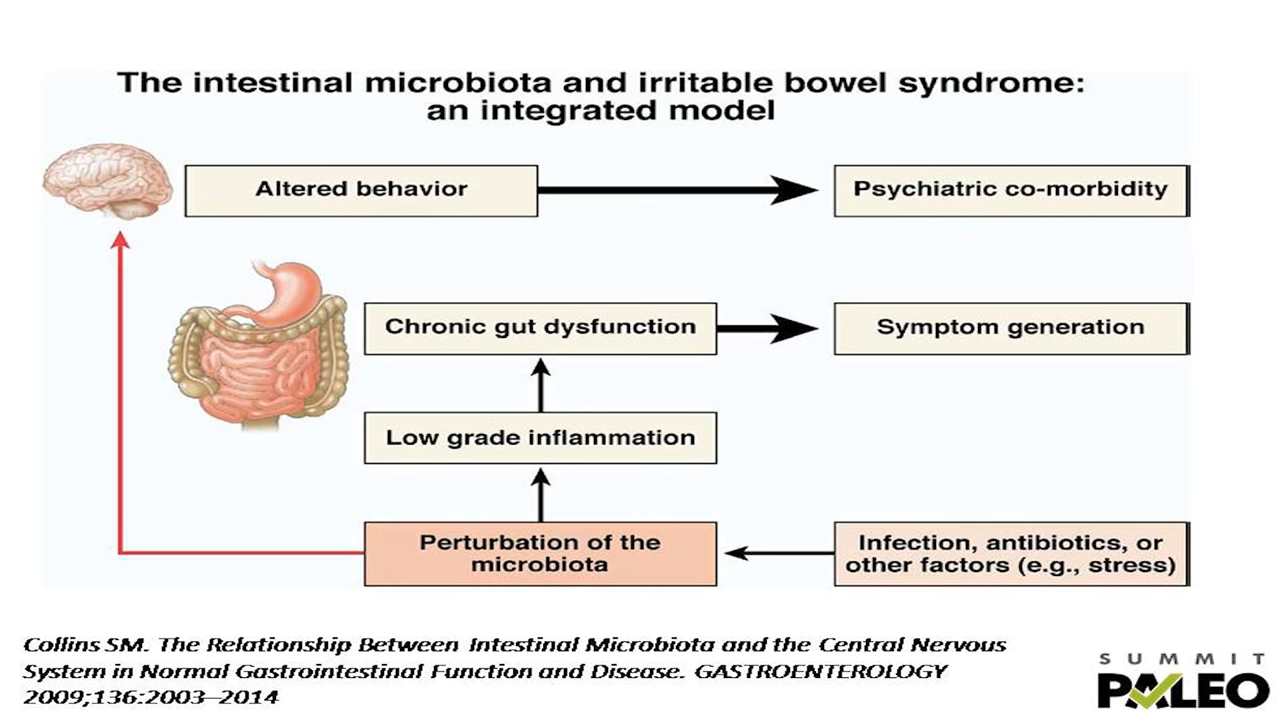 The intestinal microbiota and irritable bowel syndrome:
an integrated model
Altered behavior
Psychiatric co-morbidity
Chronic gut dysfunction
Symptom generation
Low grade inflammation
Perturbation of the
microbiota
Infection, antibiotics, or
other factors (e.g., stress)
Collins SM. The Relationship Between Intestinal Microbiota and the Central Nervous
System in Normal Gastrointestinal Function and Disease. GASTROENTEROLOGY
2009;136:2003–2014
SUMMIT
PALEO